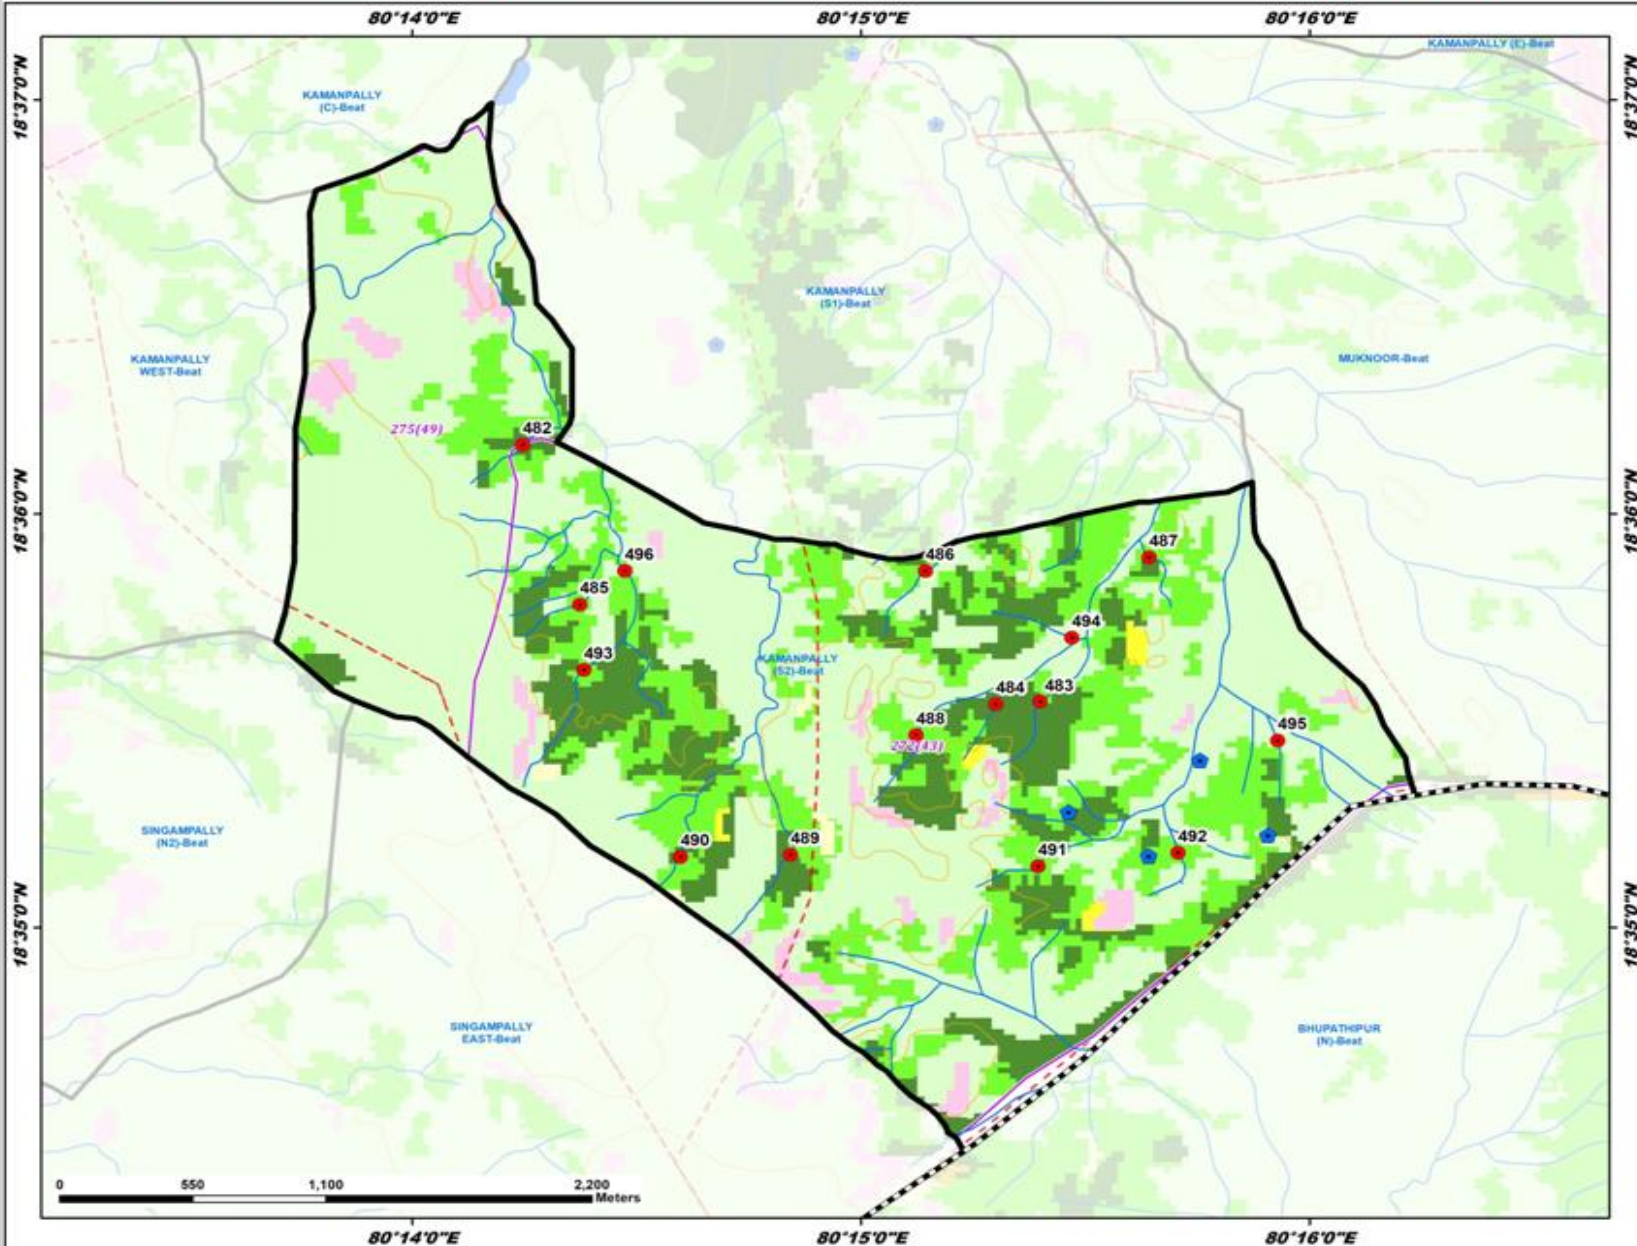 80°14'0"E
80°15'0"E
80°16'0"E
18°37'0"N
18°37'0"N
KAMANPALLY (E)-Beat
KAMANPALLY
(C)-Beat
KAMANPALLY
(S1)-Beat
KAMANPALLY
WEST-Beat
MUKNOOR-Beat
275(49)
482
18°36'0"N
18°36'0"N
496
486
487
485
494
493
KAMANPALLY
(S2)-Beat
484
483
488
495
SINGAMPALLY
(N2)-Beat
490
489
491
492
18°35'0"N
18°35'0"N
SINGAMPALLY
EAST-Beat
BHUPATHIPUR
(N)-Beat
0
550
1,100
2,200
Meters
80°14'0"E
80°15'0"E
80°16'0"E